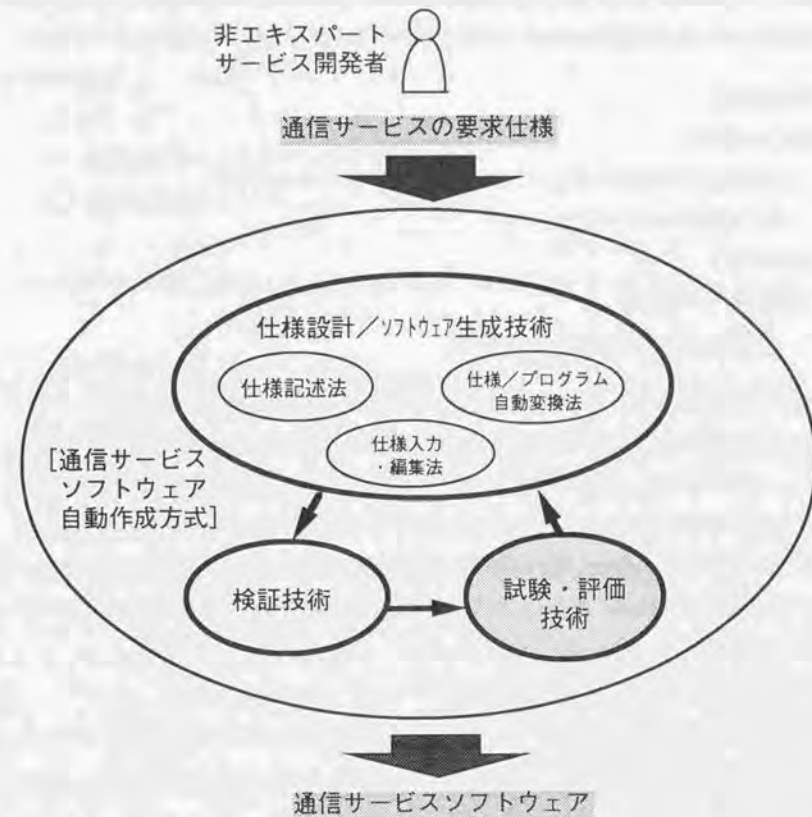 非エキスパート
サービス開発者
通信サービスの要求仕様
仕様設計／ソフトウェア生成技術
仕様記述法
仕様／プログラム
自動変換法
仕様入力
・編集法
[通信サービス
ソフトウェア
自動作成方式]
検証技術
試験・評価
技術
通信サービスソフトウェア